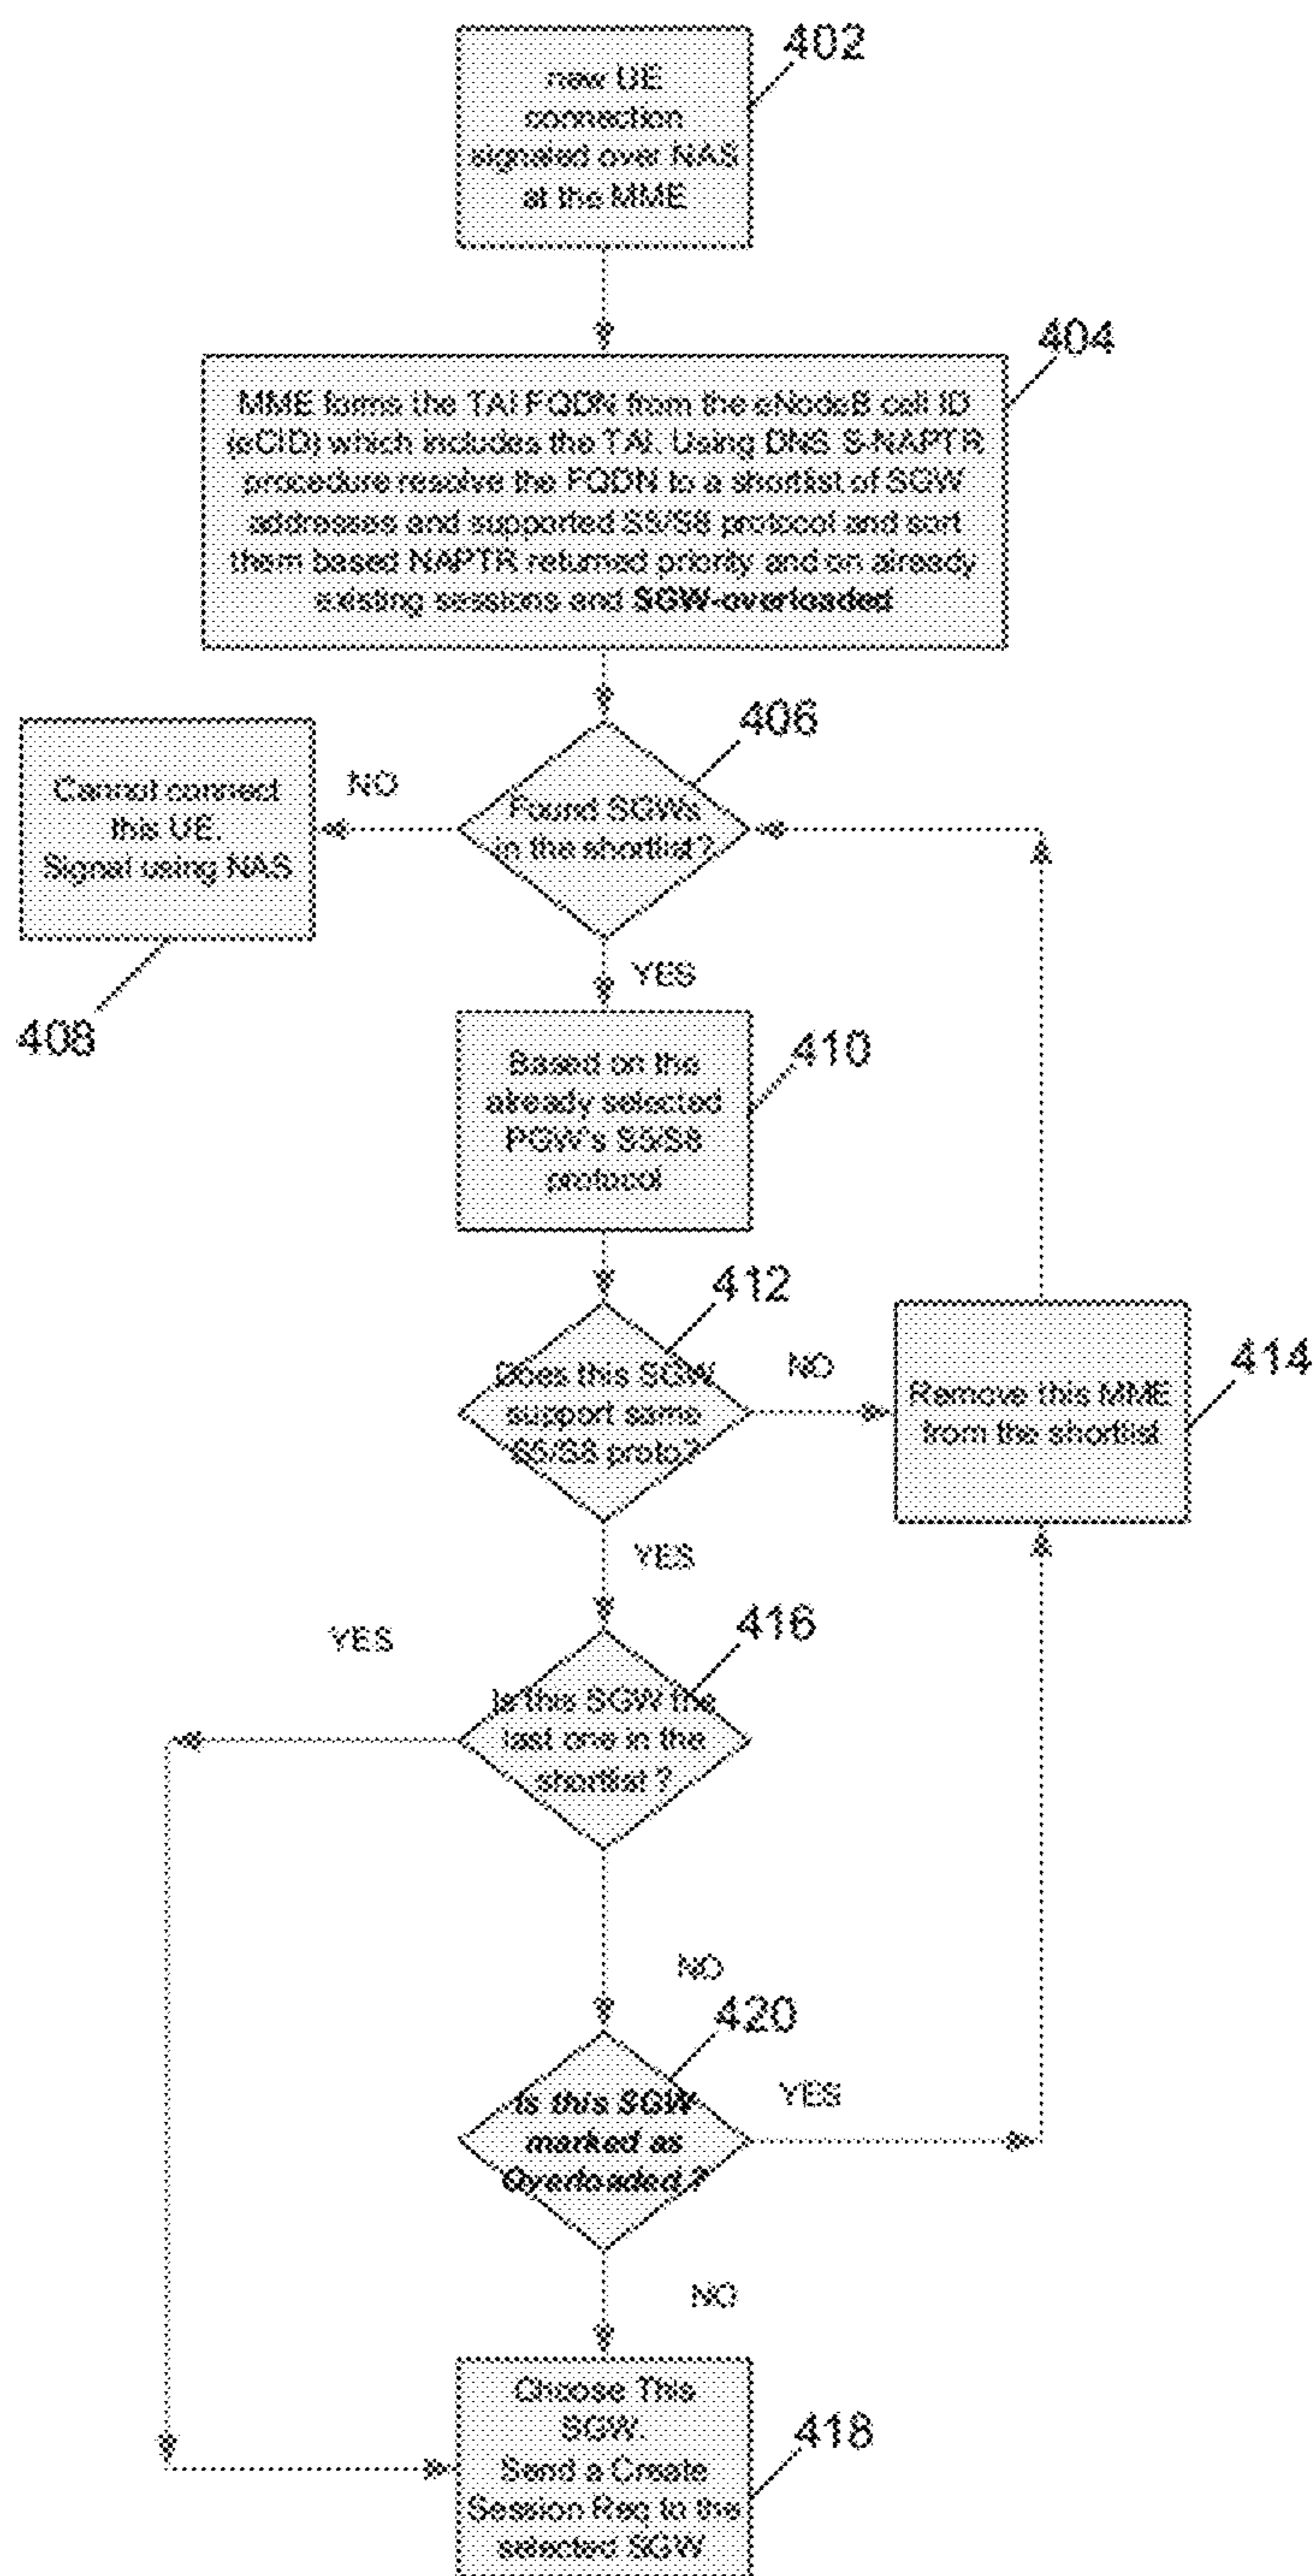 402
new UE
connection
signaled over NAS
at the MME
404
MME forms the TAI FQDN from the eNodeB cell ID
(eCID) which includes the TAI. Using DNS S-NAPTR
procedure resolve the FQDN to a shortlist of SGW
addresses and supported S5/S8 protocol and sort
them based NAPTR returned priority and on already
existing sessions and SGW-overloaded
406
Found SGWs
in the shortlist?
NO
Cannot connect
this UE.
Signal using NAS
408
YES
410
Based on the
already selected
PGW's S5/S8
protocol
412
Does this SGW
support same
S5/S8 proto?
NO
414
Remove this MME
from the shortlist
YES
416
YES
Is this SGW the
last one in the
shortlist ?
NO
420
Is this SGW
marked as
Overloaded ?
YES
NO
Choose This
SGW.
Send a Create
Session Req to the
selected SGW
418